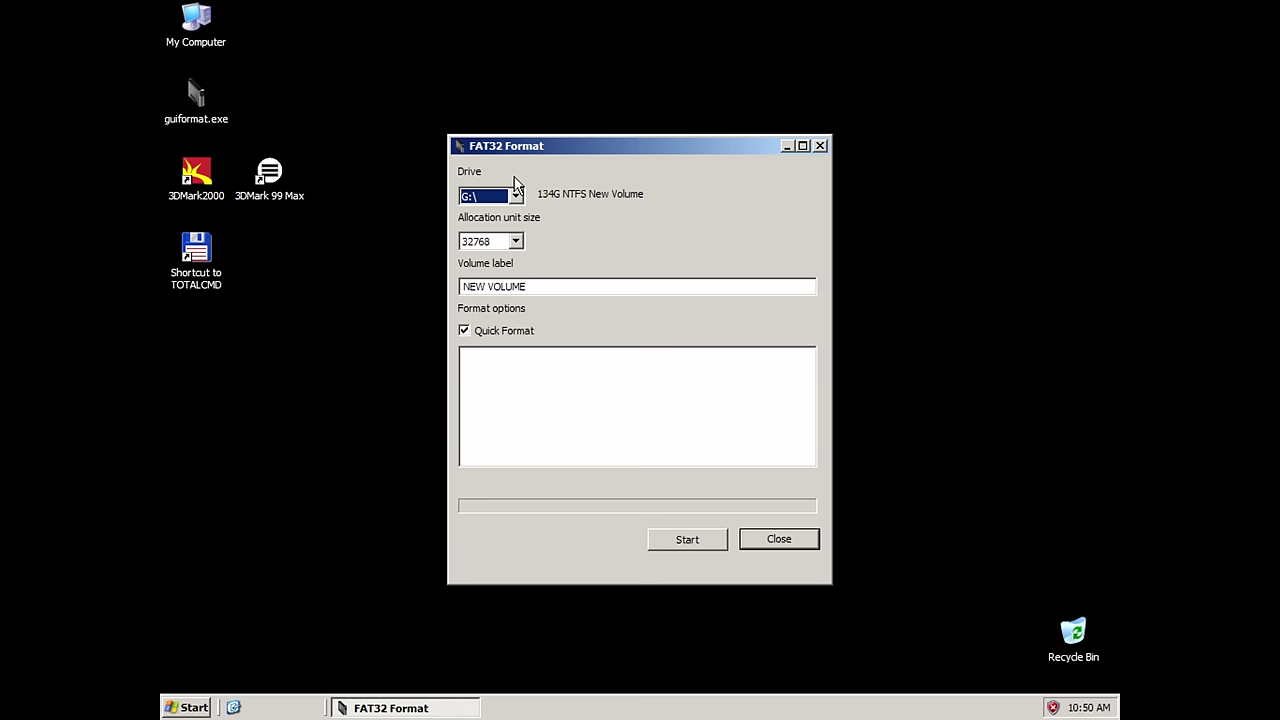 My Computer
guiformat.exe
3DMark2000
3DMark 99 Max
Shortcut to
TOTALCMD
FAT32 Format
Drive
G:\
134G NTFS New Volume
Allocation unit size
32768
Volume label
NEW VOLUME
Format options
Quick Format
Start
Close
Recycle Bin
Start
FAT32 Format
10:50 AM